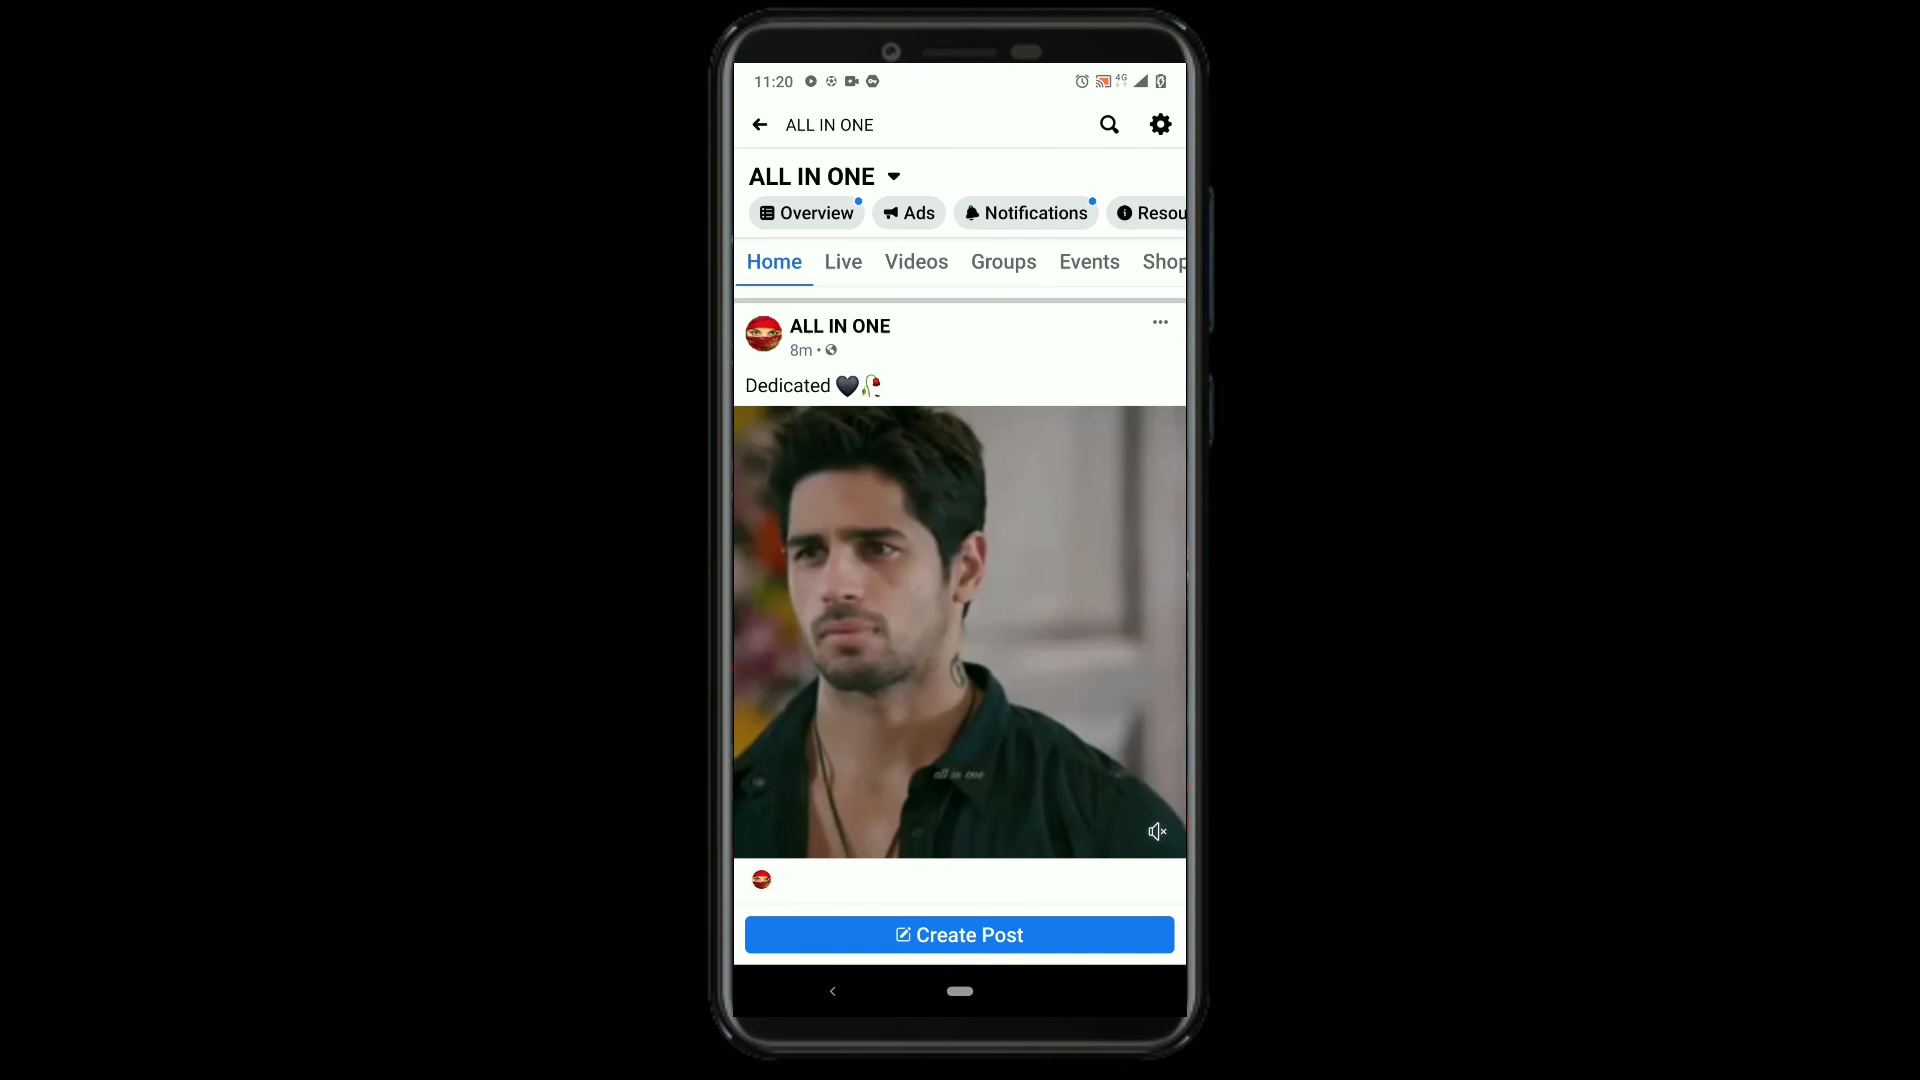 11:20
4G
ALL IN ONE
ALL IN ONE
Overview Ads Notifications Resou
Home Live Videos Groups Events Shop
ALL IN ONE
8m •
Dedicated 🖤🥀
all in one
Create Post